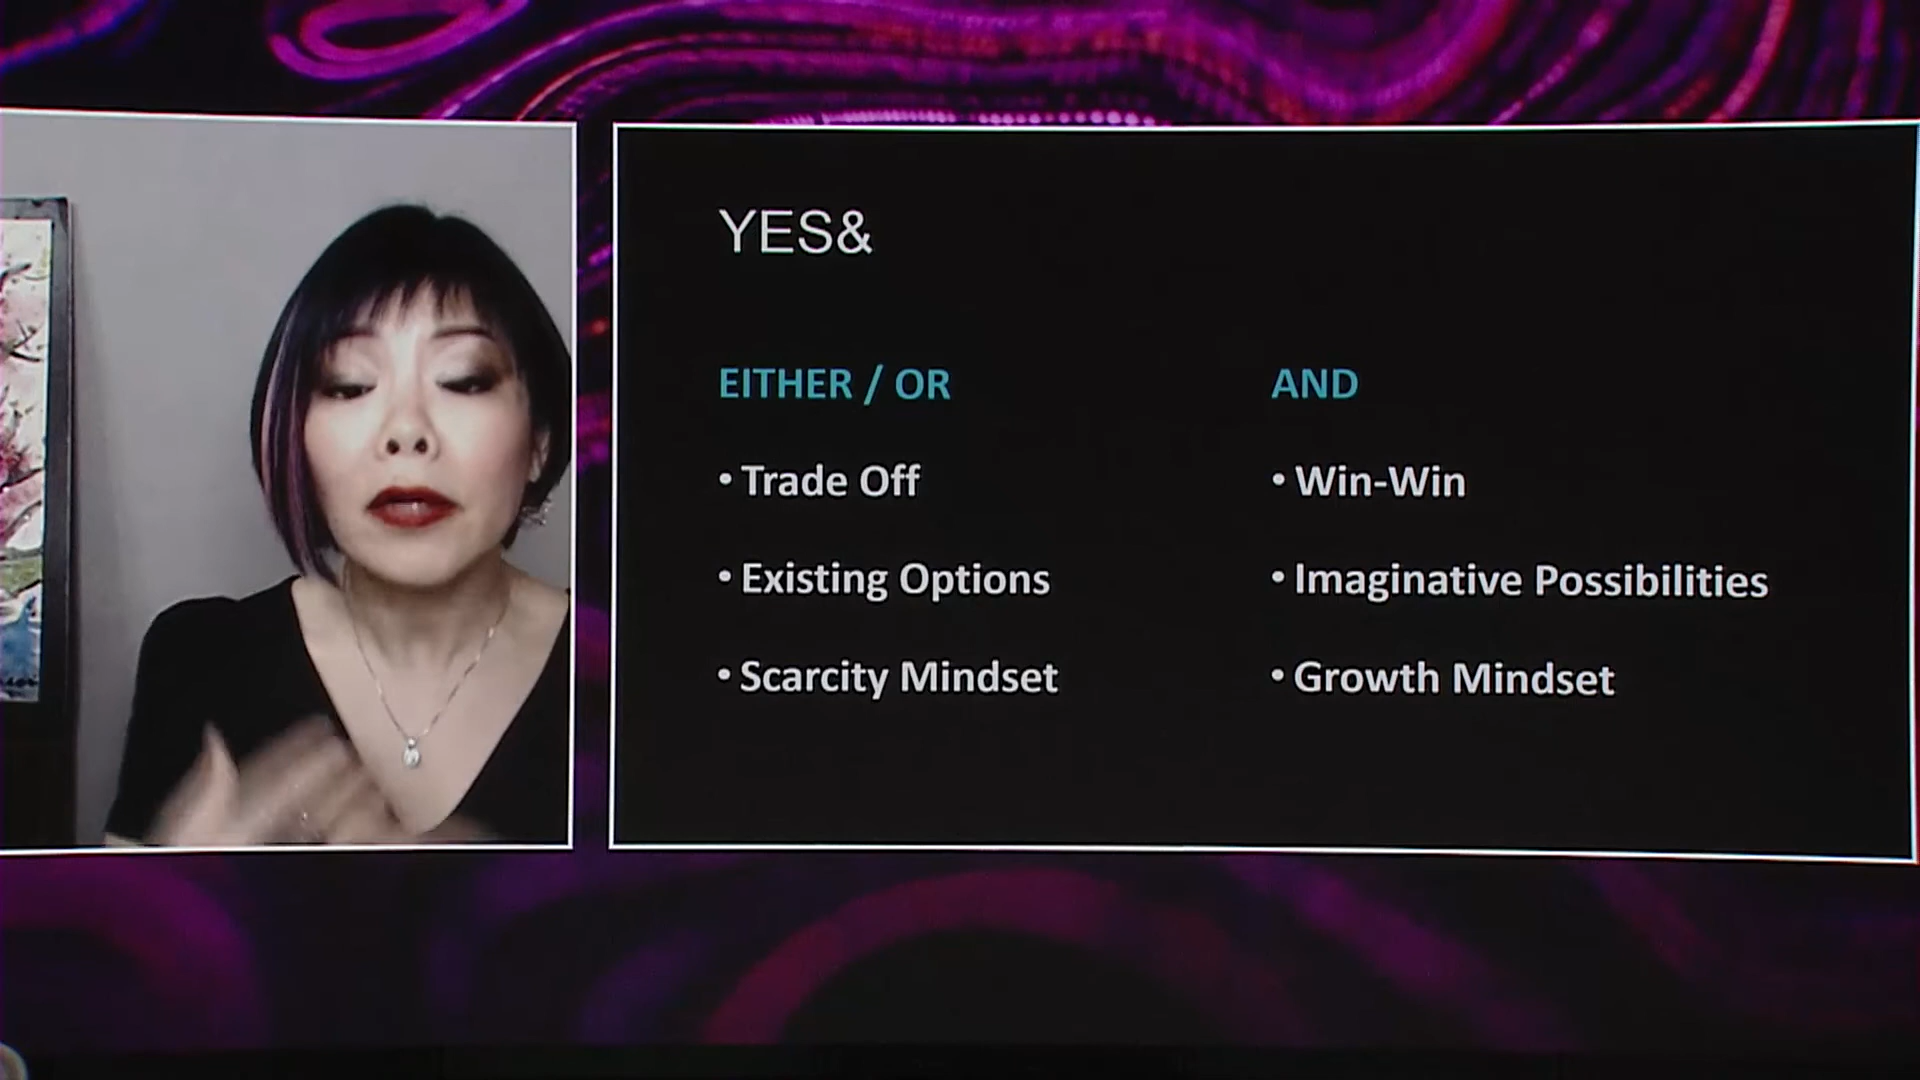 YES&
EITHER / OR
• Trade Off
• Existing Options
• Scarcity Mindset
AND
• Win-Win
• Imaginative Possibilities
• Growth Mindset